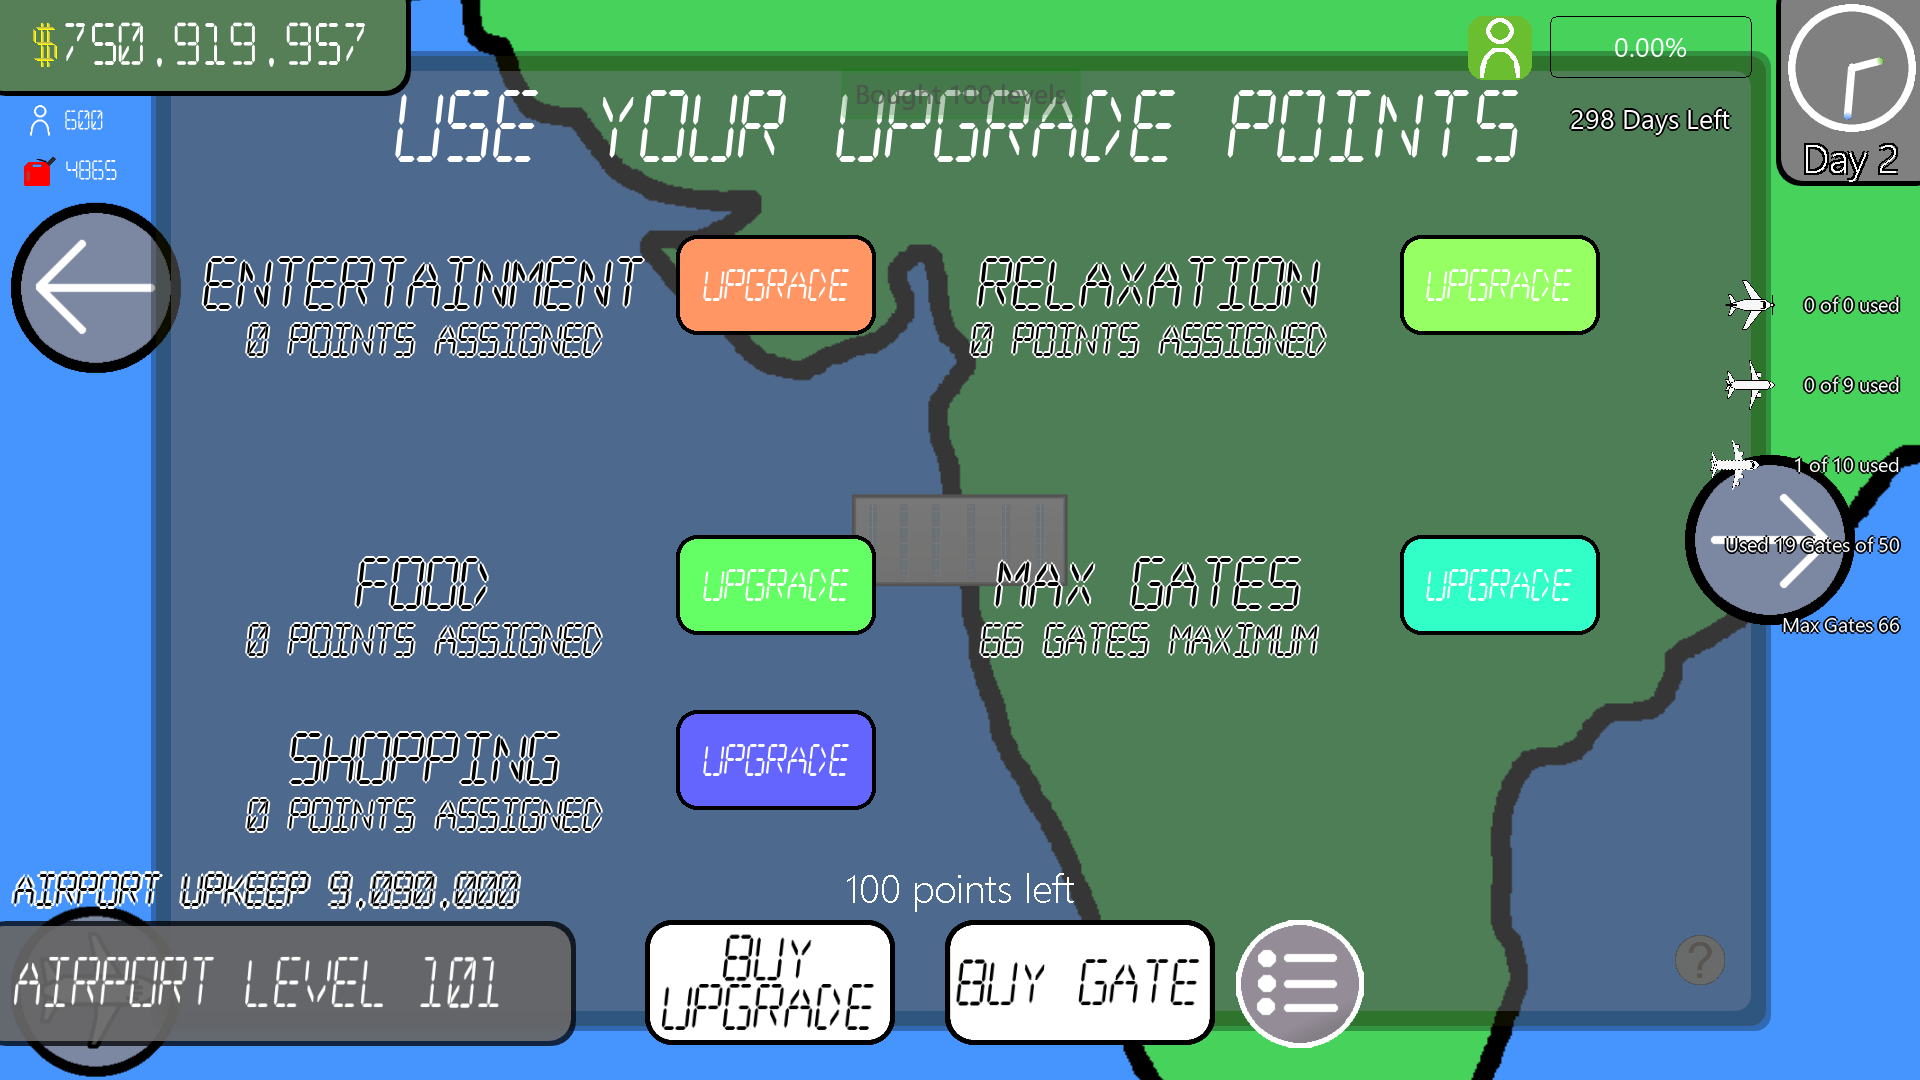 $750.919.957
600
4865
Bought 100 levels
USE YOUR UPGRADE POINTS
0.00%
298 Days Left
Day 2
ENTERTAINMENT
0 POINTS ASSIGNED
UPGRADE
RELAXATION
0 POINTS ASSIGNED
UPGRADE
0 of 0 used
0 of 9 used
1 of 10 used
Used 19 Gates of 50
Max Gates 66
FOOD
0 POINTS ASSIGNED
UPGRADE
MAX GATES
66 GATES MAXIMUM
UPGRADE
SHOPPING
0 POINTS ASSIGNED
UPGRADE
AIRPORT UPKEEP 9.090.000
100 points left
AIRPORT LEVEL 101
BUY
UPGRADE
BUY GATE
?